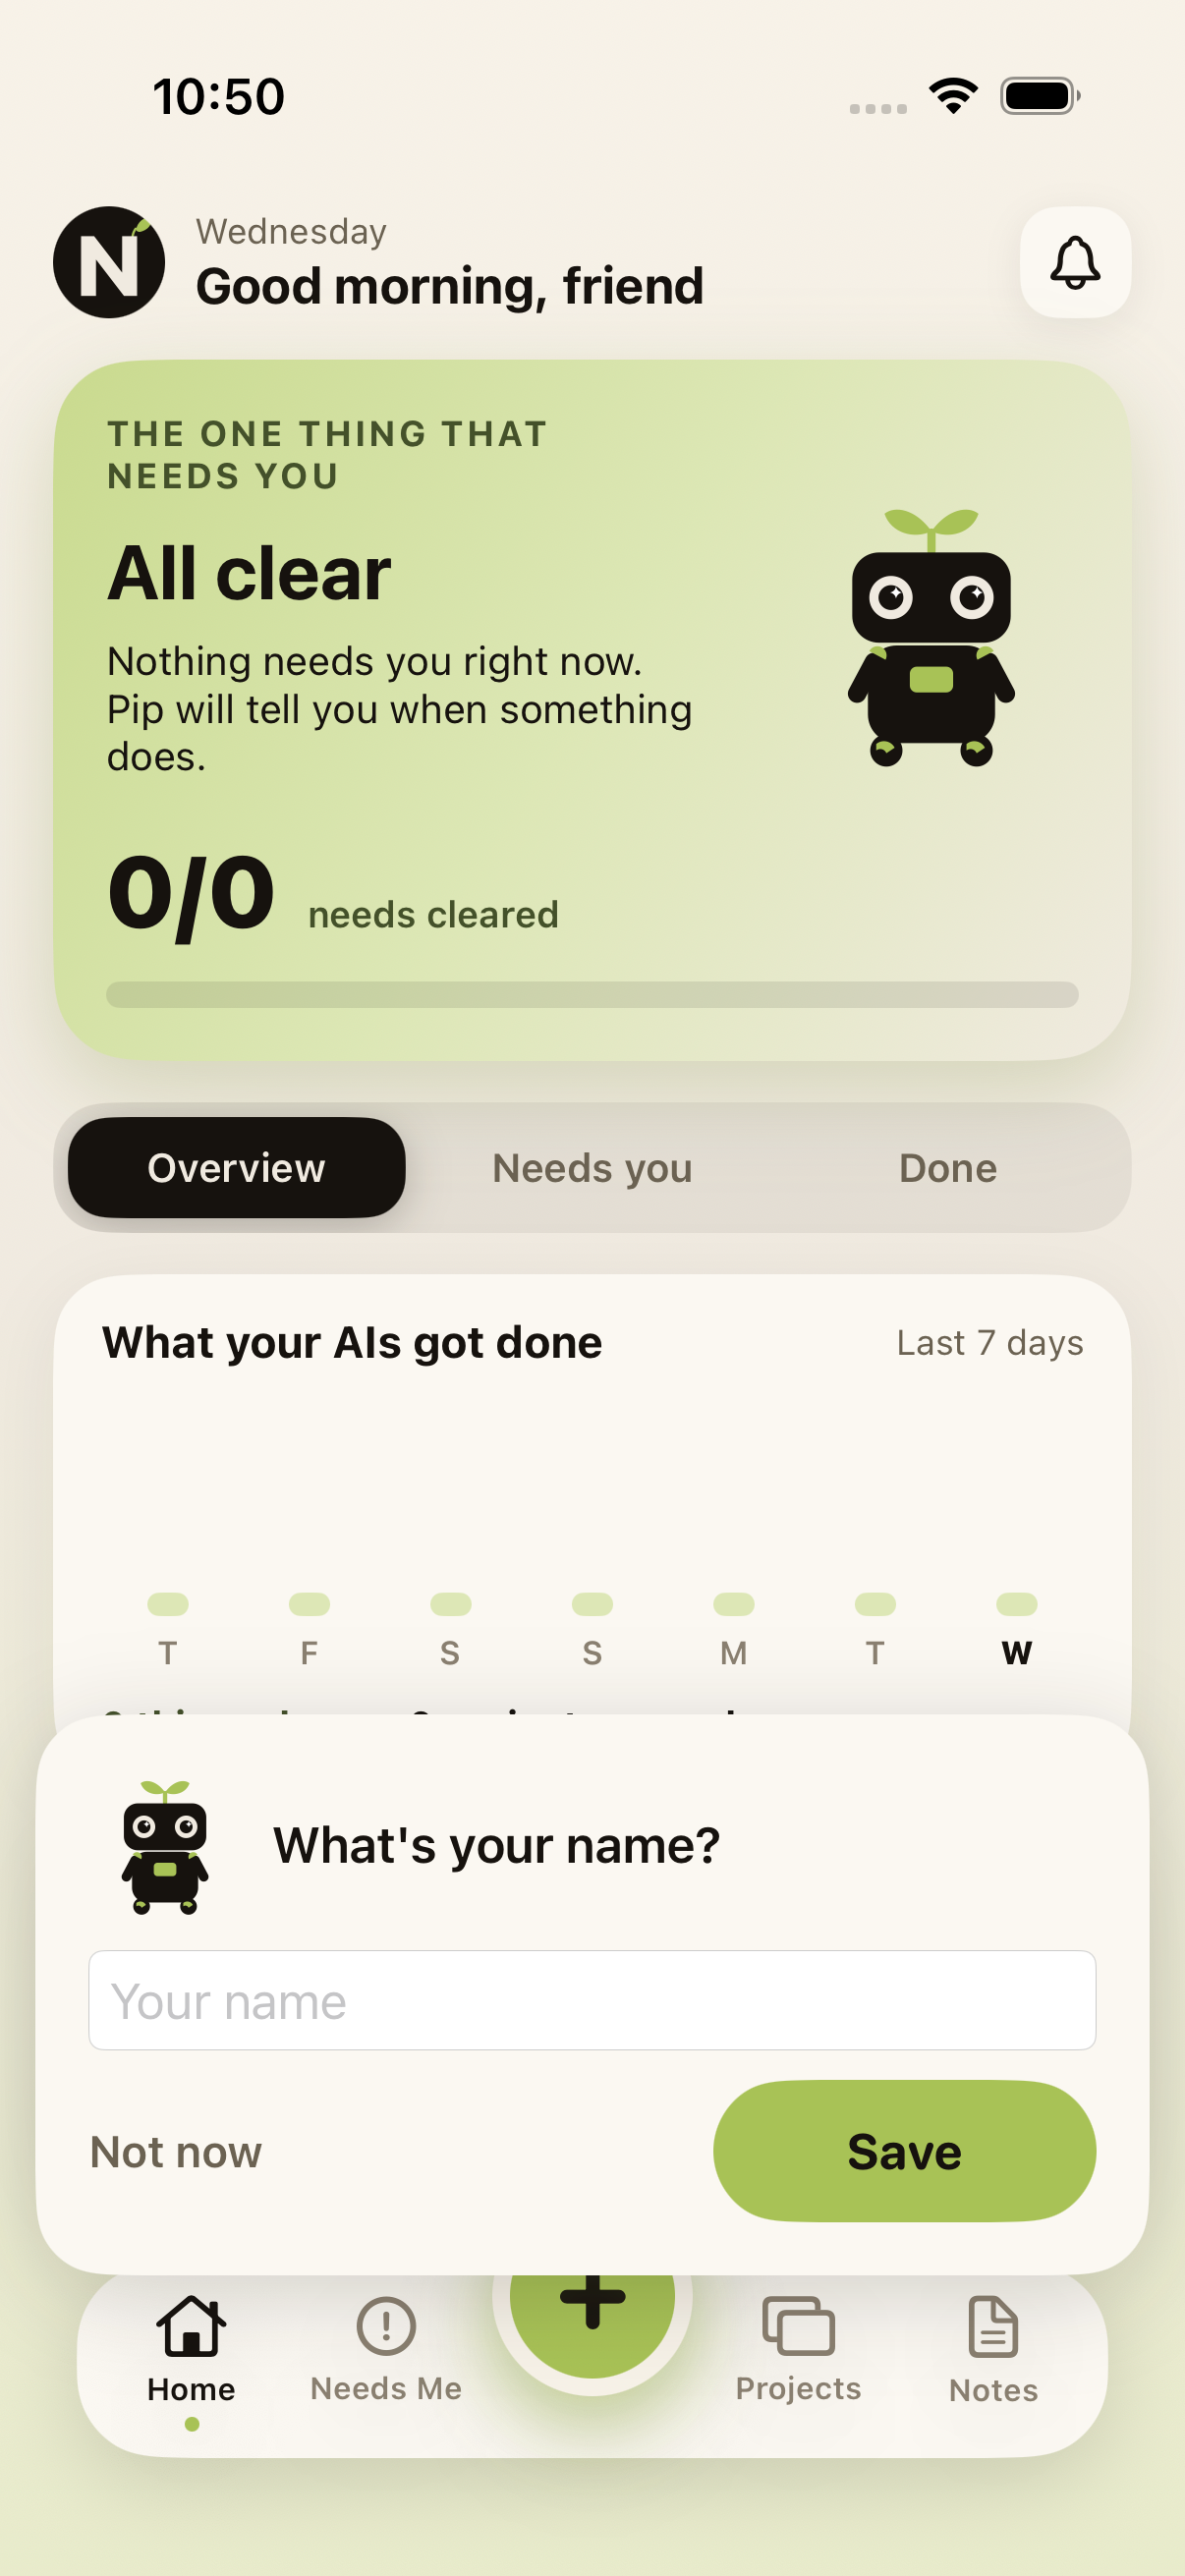 10:50
N
Wednesday
Good morning, friend
THE ONE THING THAT
NEEDS YOU
All clear
Nothing needs you right now.
Pip will tell you when something
does.
0/0 needs cleared
Overview Needs you Done
What your AIs got done Last 7 days
T F S S M T W
What's your name?
Your name
Not now Save
Home Needs Me Projects Notes